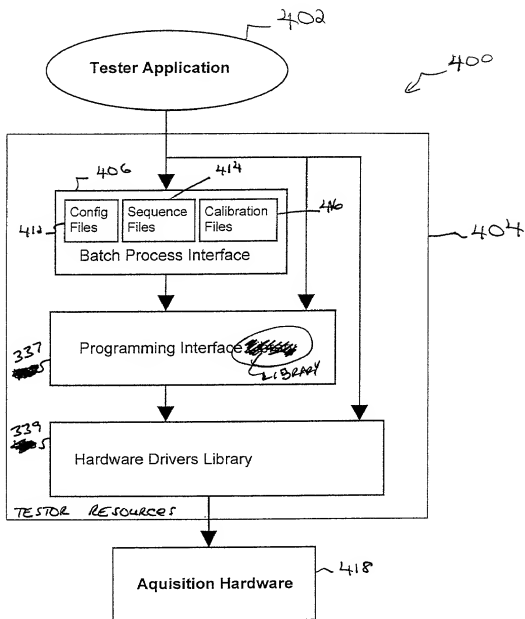 402
Tester Application
400
406
414
Config Files
Sequence Files
Calibration Files
412
416
Batch Process Interface
404
337
Programming Interface
LIBRARY
339
Hardware Drivers Library
TESTOR RESOURCES
Aquisition Hardware
418